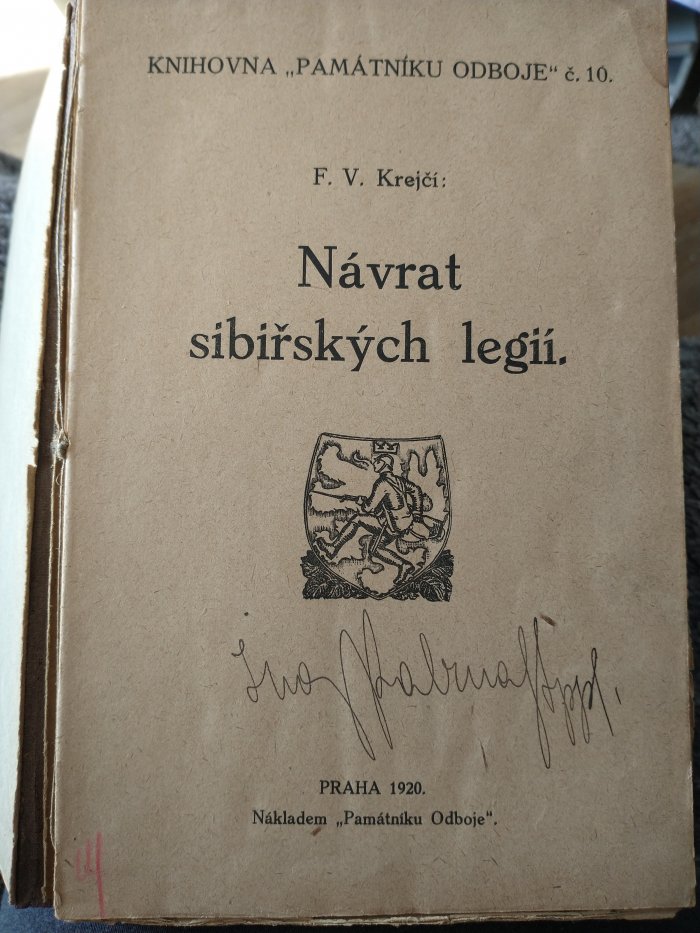 KNIHOVNA „PAMÁTNÍKU ODBOJE“ č. 10.
F. V. Krejčí:
Návrat
sibiřských legií.
PRAHA 1920.
Nákladem „Památníku Odboje“.